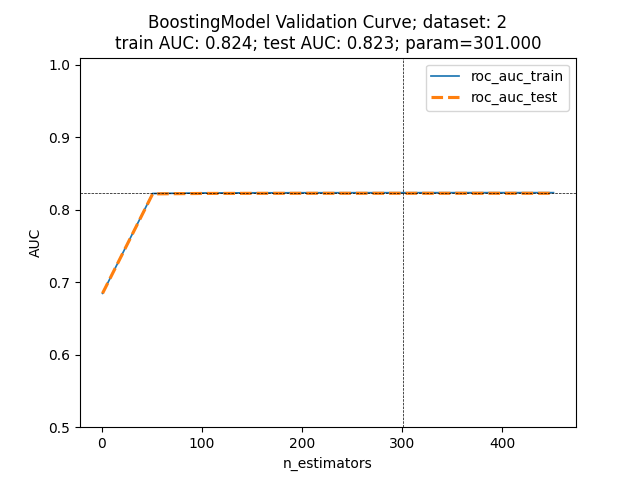 BoostingModel Validation Curve; dataset: 2
train AUC: 0.824; test AUC: 0.823; param=301.000
roc_auc_train
roc_auc_test
1.0
0.9
0.8
0.7
0.6
0.5
AUC
0
100
200
300
400
n_estimators